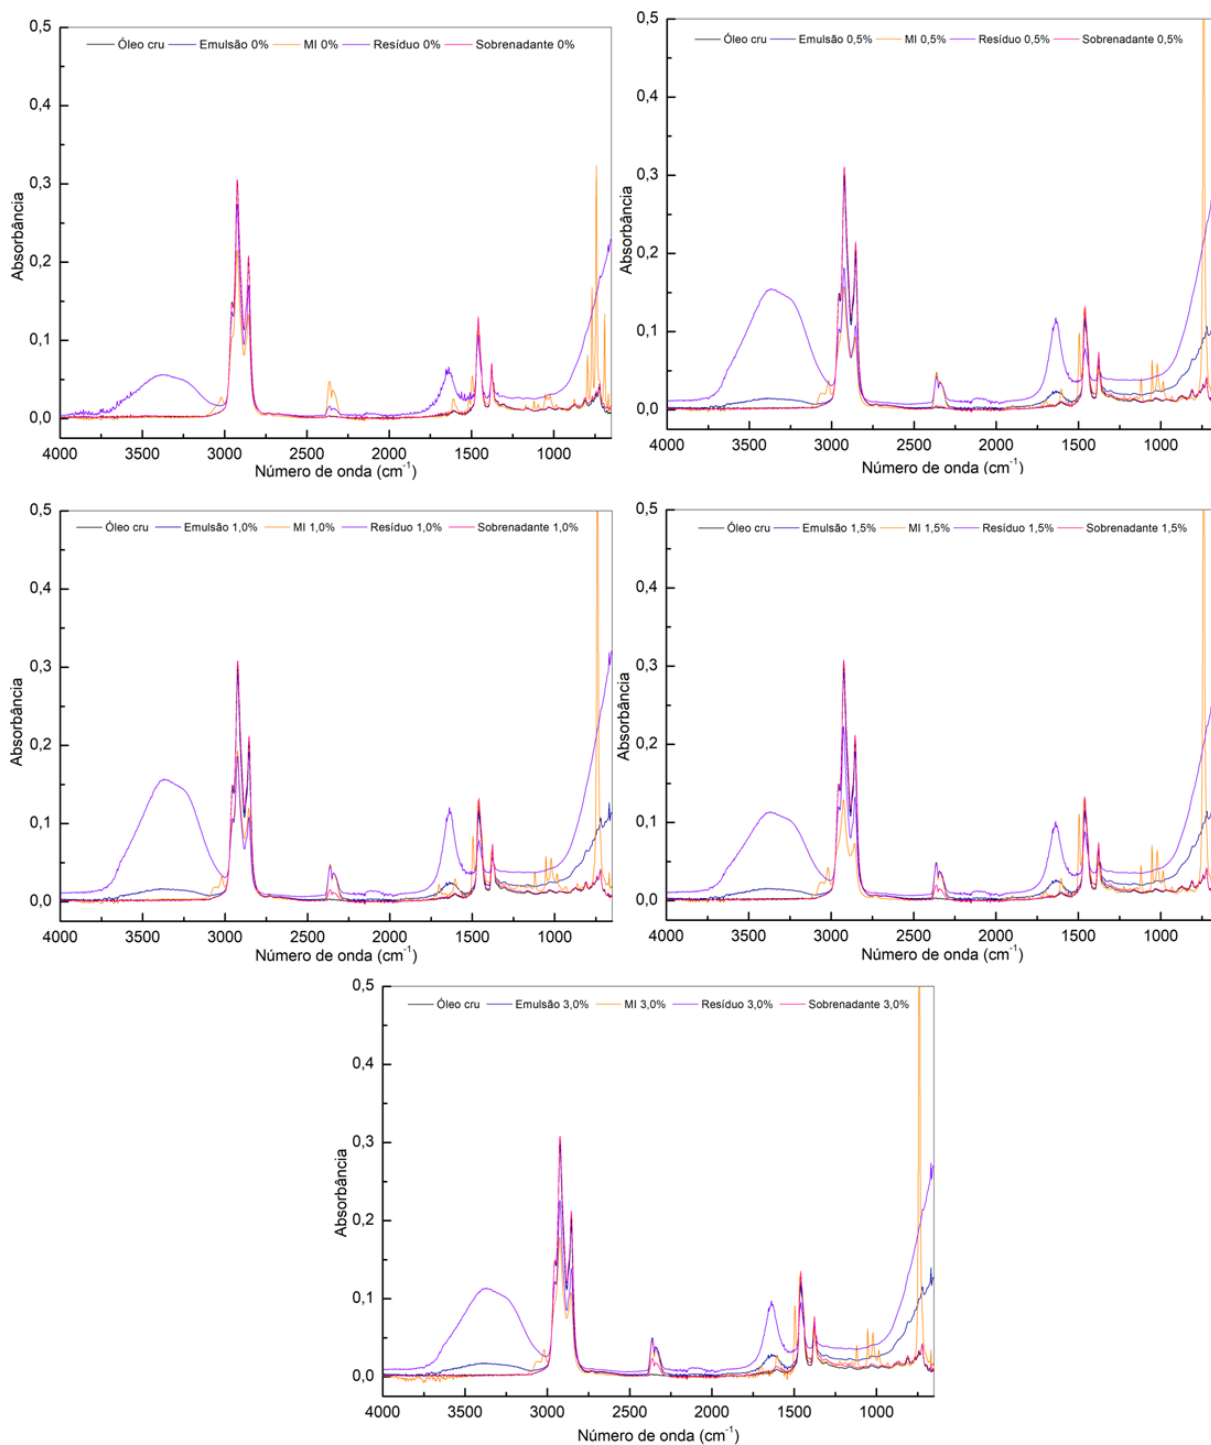 0,5
Óleo cru Emulsão 0% MI 0% Resíduo 0% Sobrenadante 0%
0,4
0,3
0,2
0,1
0,0
Absorbância
4000 3500 3000 2500 2000 1500 1000
Número de onda (cm-1)
0,5
Óleo cru Emulsão 0,5% MI 0,5% Resíduo 0,5% Sobrenadante 0,5%
0,4
0,3
0,2
0,1
0,0
Absorbância
4000 3500 3000 2500 2000 1500 1000
Número de onda (cm-1)
0,5
Óleo cru Emulsão 1,0% MI 1,0% Resíduo 1,0% Sobrenadante 1,0%
0,4
0,3
0,2
0,1
0,0
Absorbância
4000 3500 3000 2500 2000 1500 1000
Número de onda (cm-1)
0,5
Óleo cru Emulsão 1,5% MI 1,5% Resíduo 1,5% Sobrenadante 1,5%
0,4
0,3
0,2
0,1
0,0
Absorbância
4000 3500 3000 2500 2000 1500 1000
Número de onda (cm-1)
0,5
Óleo cru Emulsão 3,0% MI 3,0% Resíduo 3,0% Sobrenadante 3,0%
0,4
0,3
0,2
0,1
0,0
Absorbância
4000 3500 3000 2500 2000 1500 1000
Número de onda (cm-1)